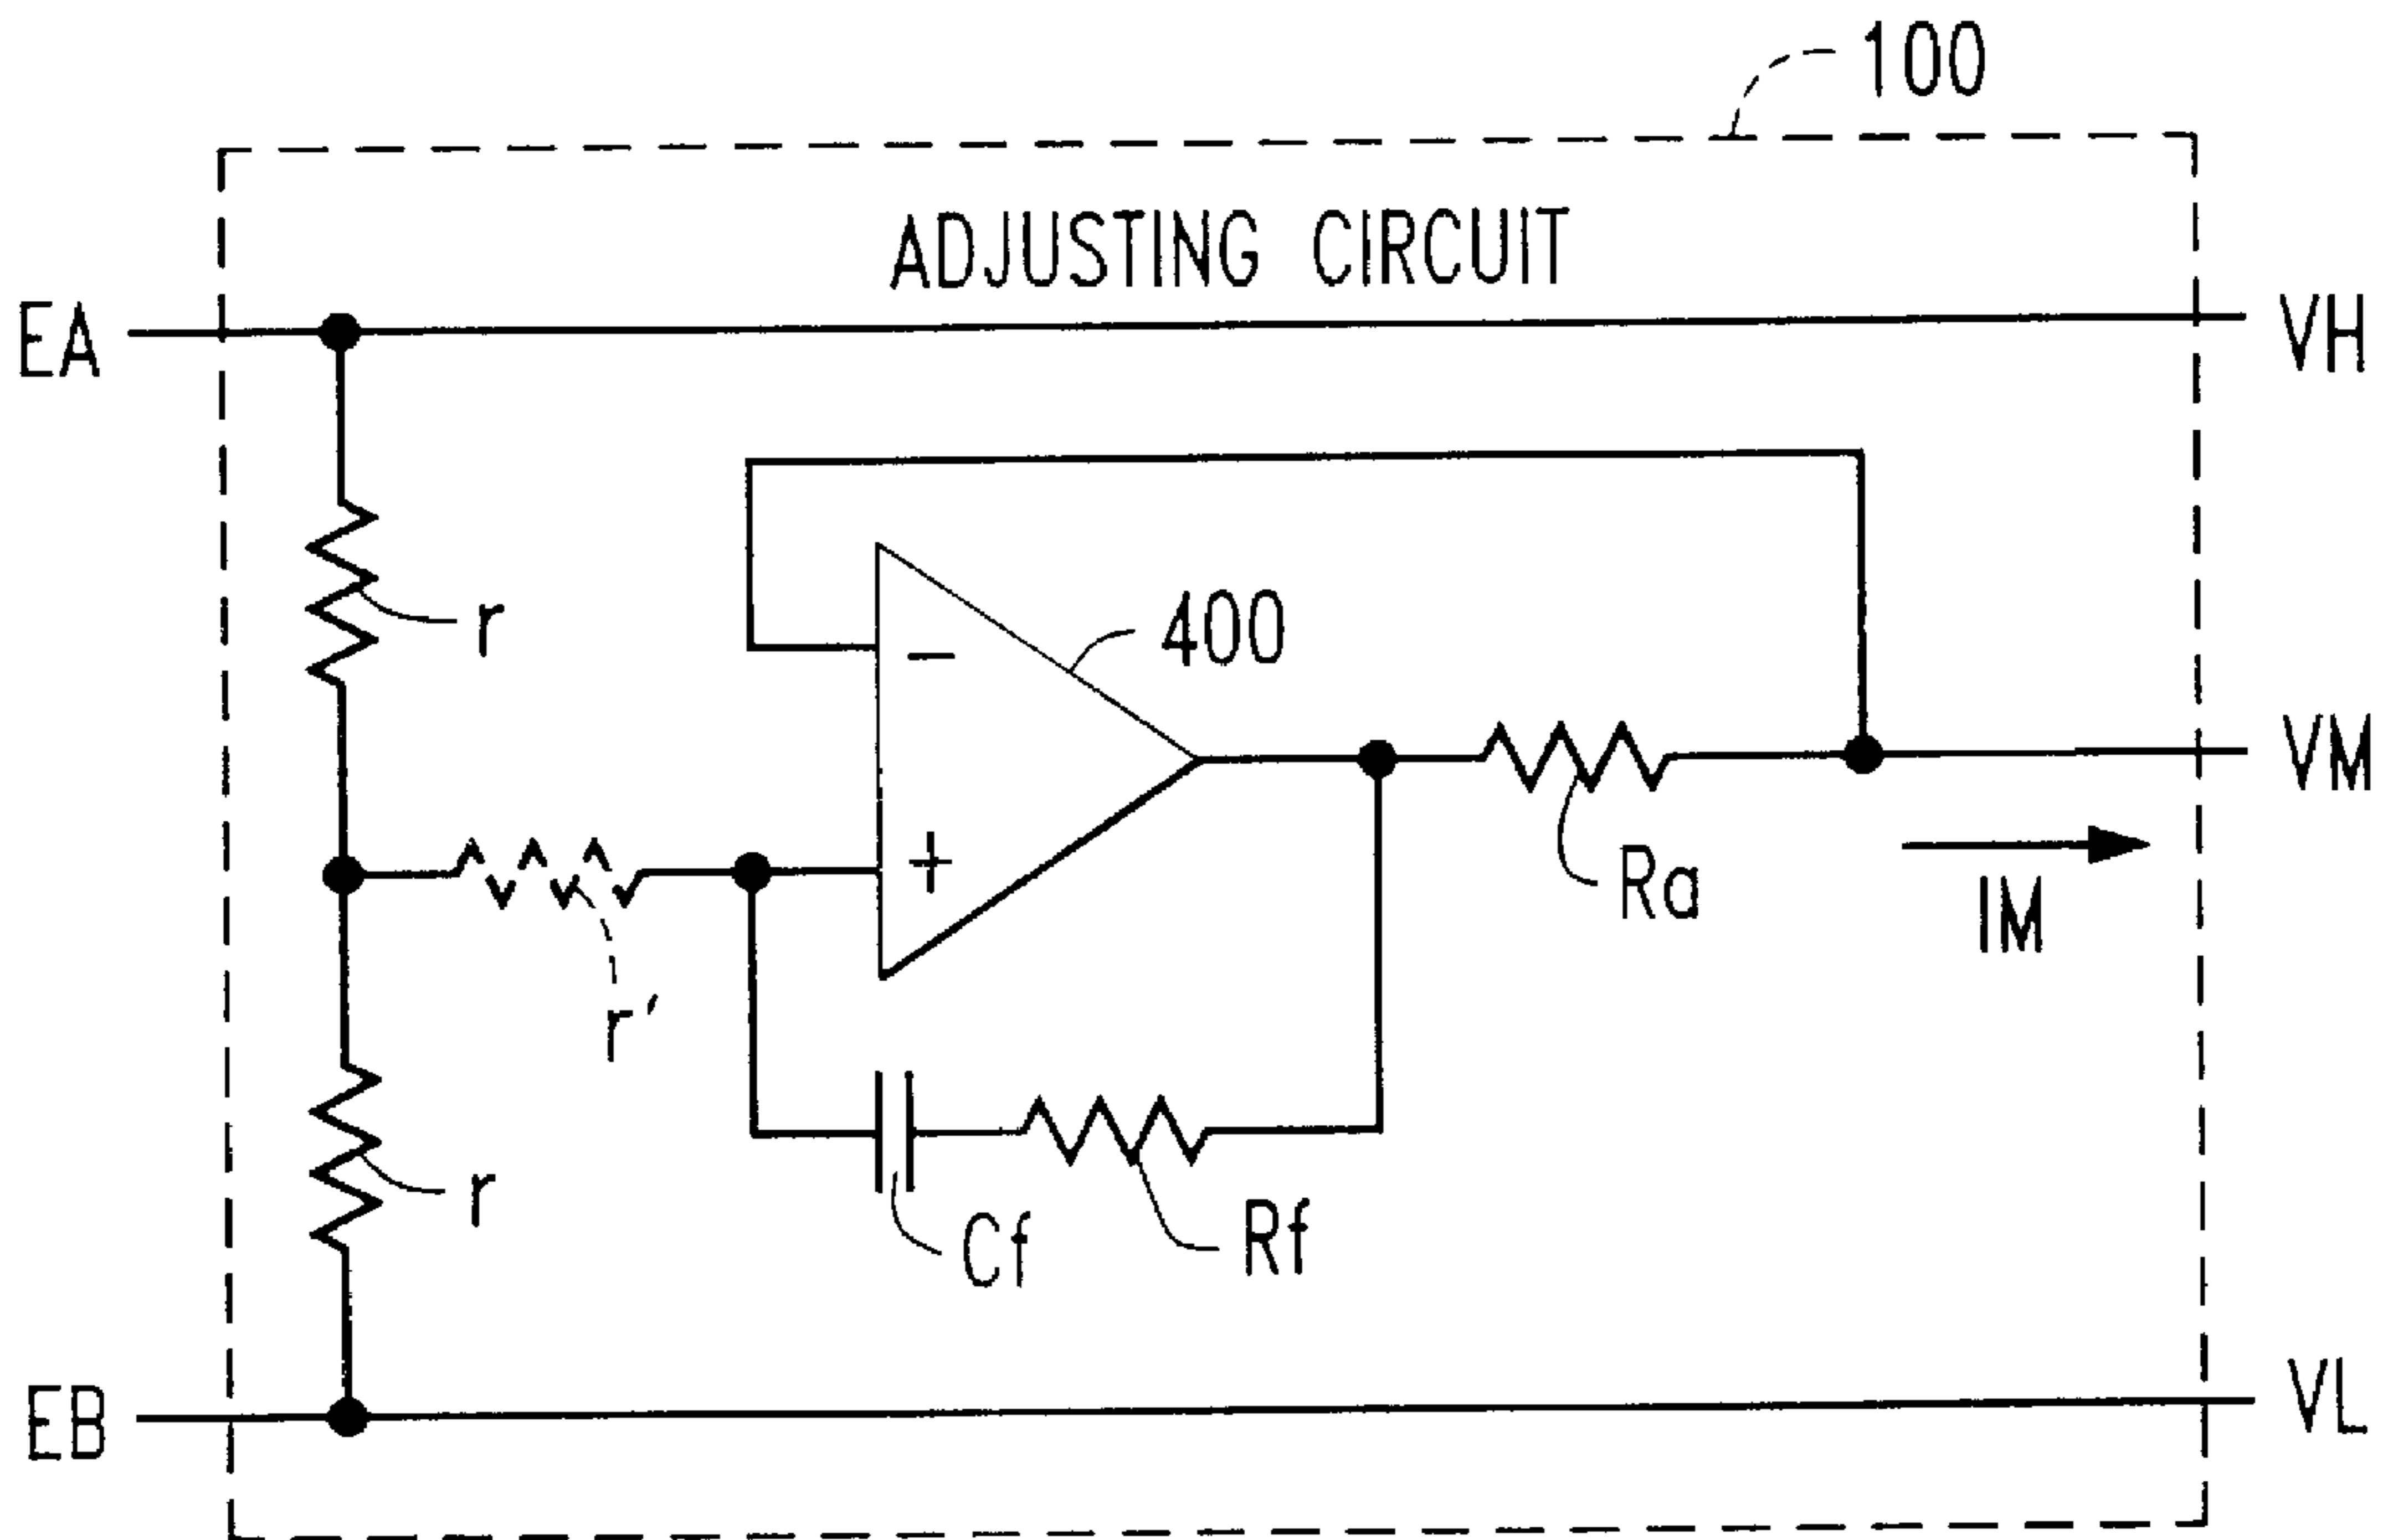 100
ADJUSTING CIRCUIT
EA
VH
r
400
−
VM
+
Ra
IM
r'
r
Cf
Rf
EB
VL